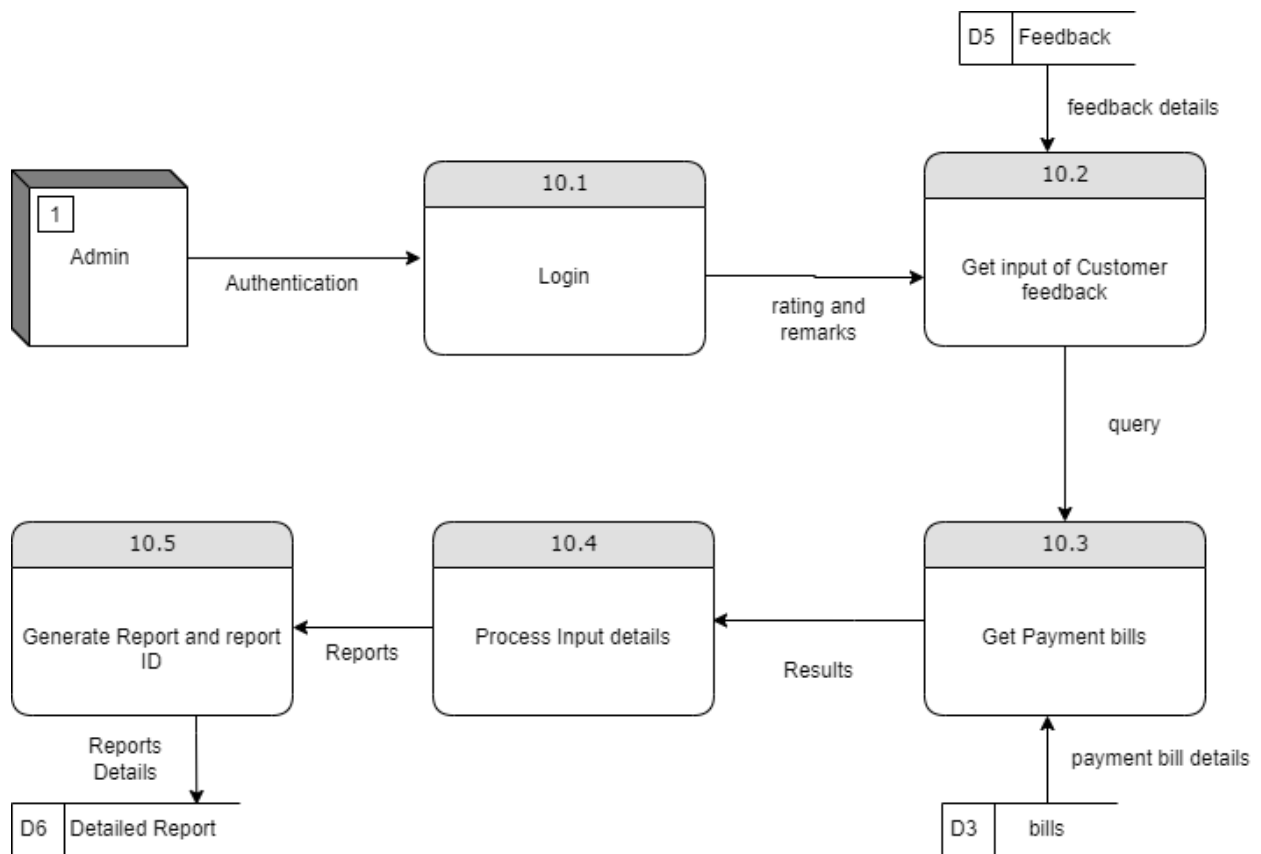 D5 Feedback
feedback details
1
Admin
Authentication
10.1
Login
rating and
remarks
10.2
Get input of Customer
feedback
query
10.3
Get Payment bills
payment bill details
D3 bills
Results
10.4
Process Input details
Reports
10.5
Generate Report and report
ID
Reports
Details
D6 Detailed Report